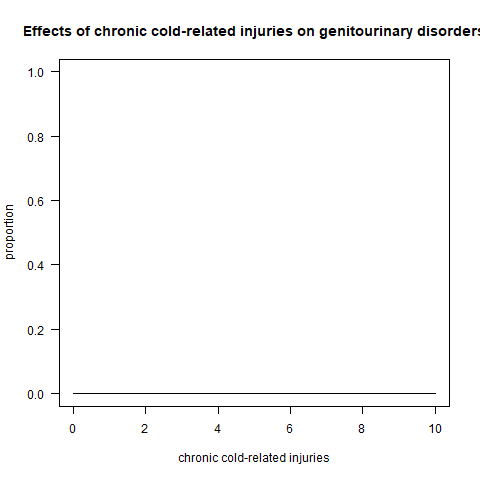 Effects of chronic cold-related injuries on genitourinary disorders
1.0
0.8
0.6
0.4
0.2
0.0
proportion
0 2 4 6 8 10
chronic cold-related injuries